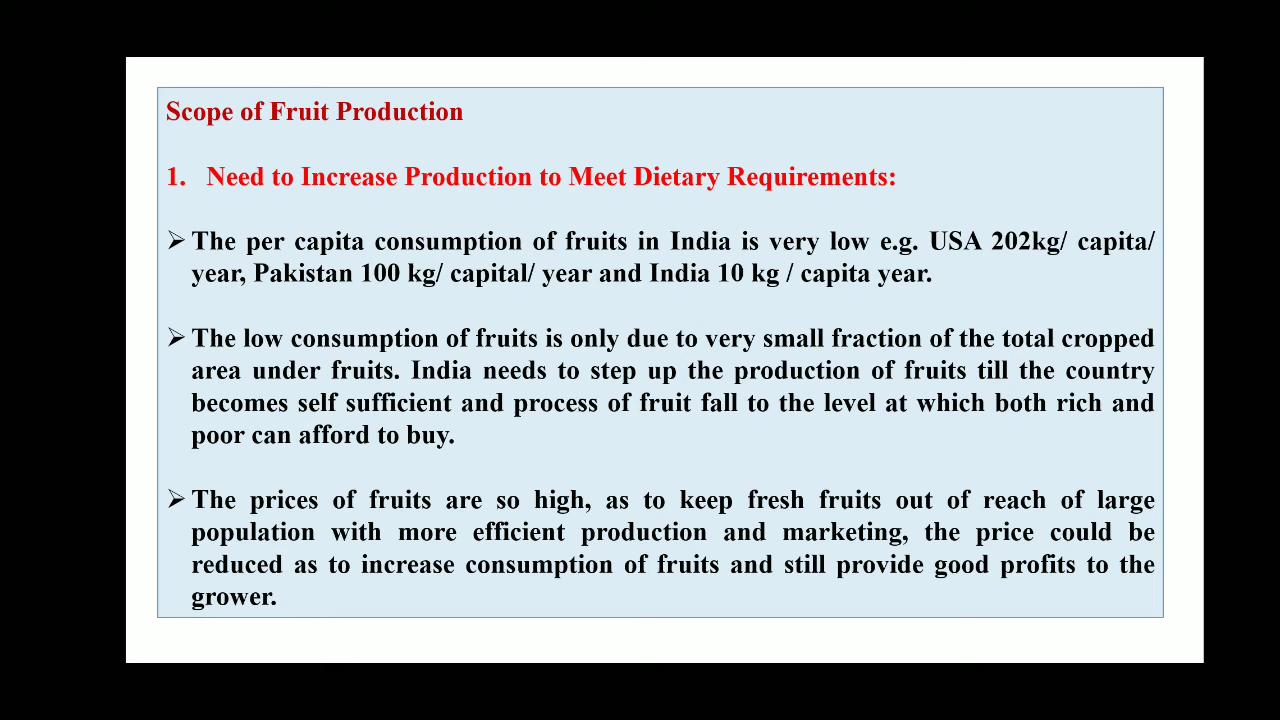 Scope of Fruit Production
1. Need to Increase Production to Meet Dietary Requirements:
➢ The per capita consumption of fruits in India is very low e.g. USA 202kg/ capita/
year, Pakistan 100 kg/ capital/ year and India 10 kg / capita year.
➢ The low consumption of fruits is only due to very small fraction of the total cropped
area under fruits. India needs to step up the production of fruits till the country
becomes self sufficient and process of fruit fall to the level at which both rich and
poor can afford to buy.
➢ The prices of fruits are so high, as to keep fresh fruits out of reach of large
population with more efficient production and marketing, the price could be
reduced as to increase consumption of fruits and still provide good profits to the
grower.